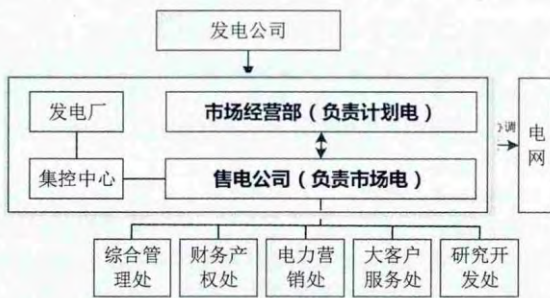 发电公司
发电厂
市场经营部（负责计划电）
调
电
网
集控中心
售电公司（负责市场电）
综合管
理处
财务产
权处
电力营
销处
大客户
服务处
研究开
发处